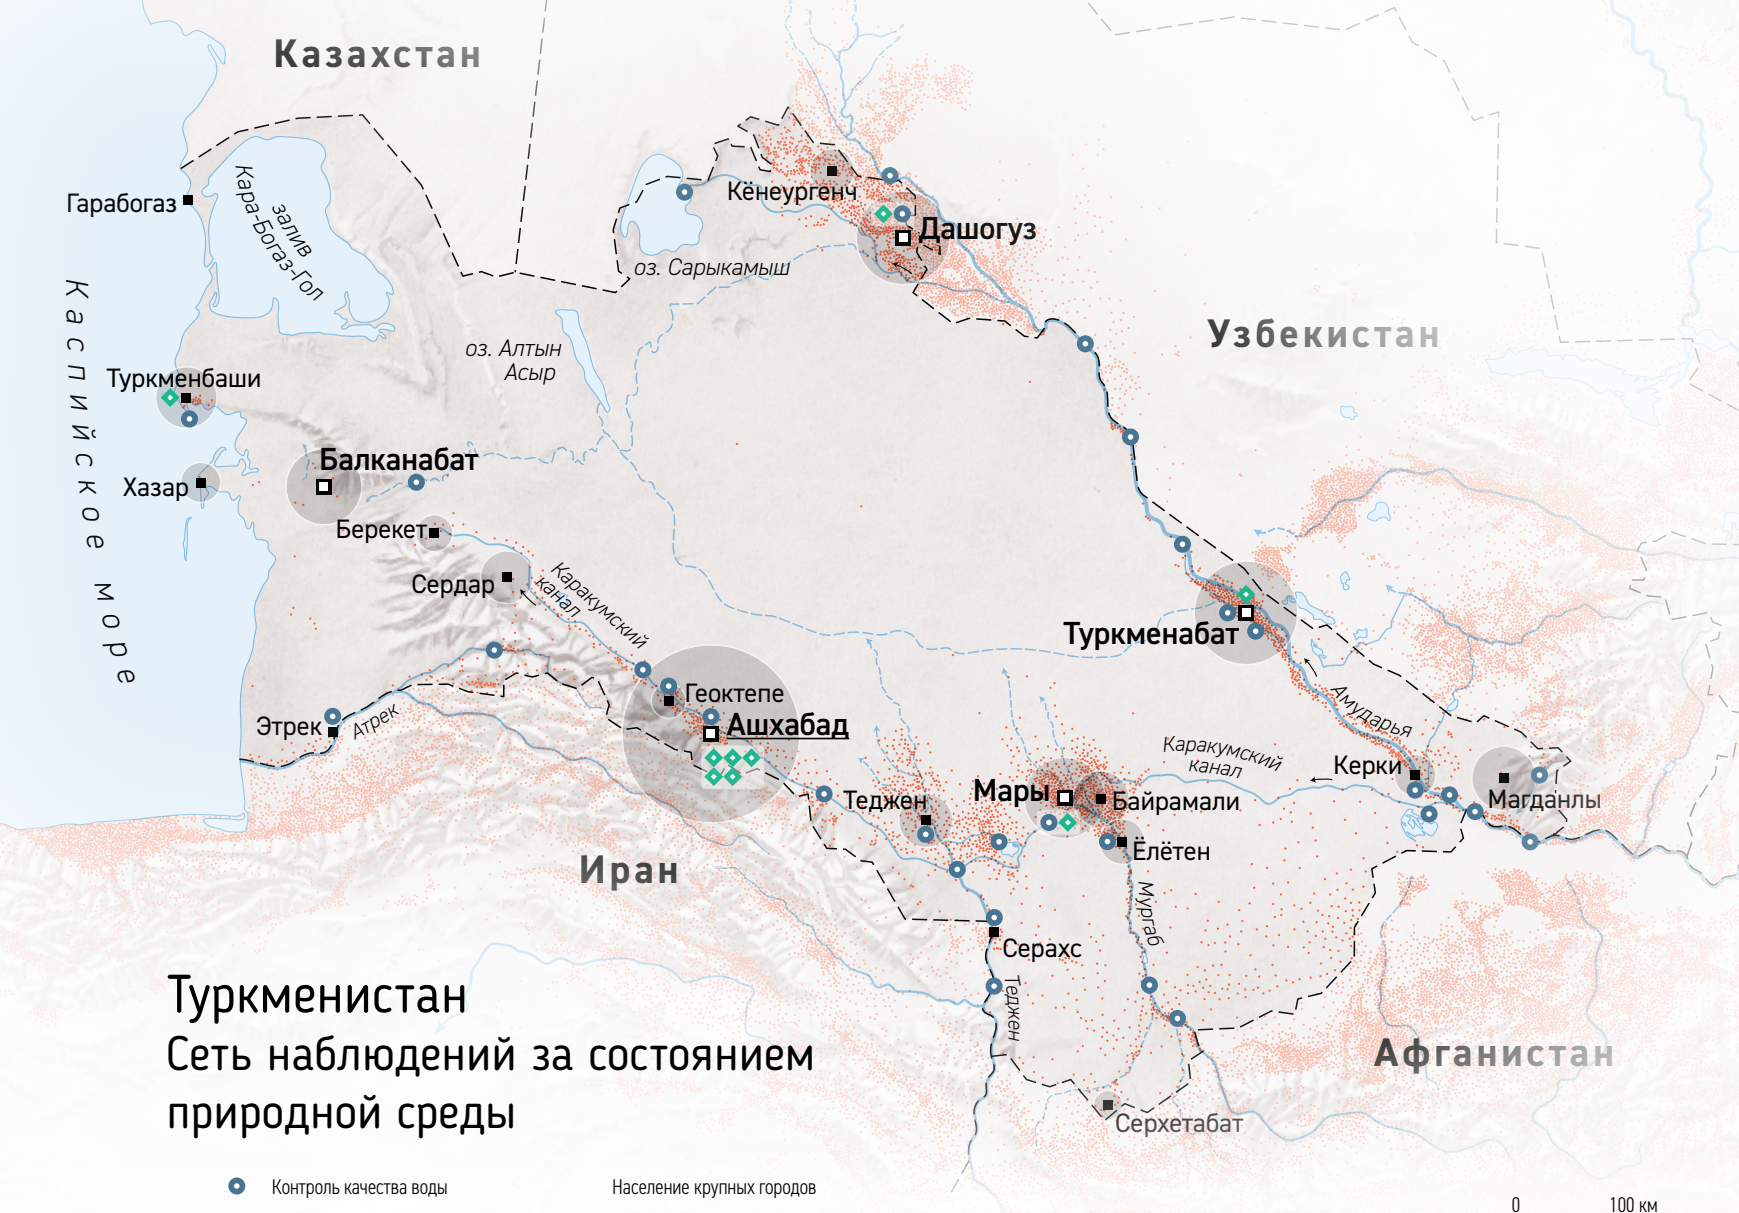 Казахстан
Гарабогаз
залив
Кара-Богаз-Гол
Кёнеургенч
Дашогуз
оз. Сарыкамыш
Каспийское море
Узбекистан
оз. Алтын
Асыр
Туркменбаши
Балканабат
Хазар
Берекет
Сердар
Каракумский
канал
Туркменабат
Геоктепе
Этрек
Атрек
Ашхабад
Амударья
Каракумский
канал
Керки
Мары
Теджен
Байрамали
Магданлы
Иран
Ёлётен
Мургаб
Серахс
Теджен
Туркменистан
Сеть наблюдений за состоянием
природной среды
Афганистан
Серхетабат
Контроль качества воды
Население крупных городов
0 100 км